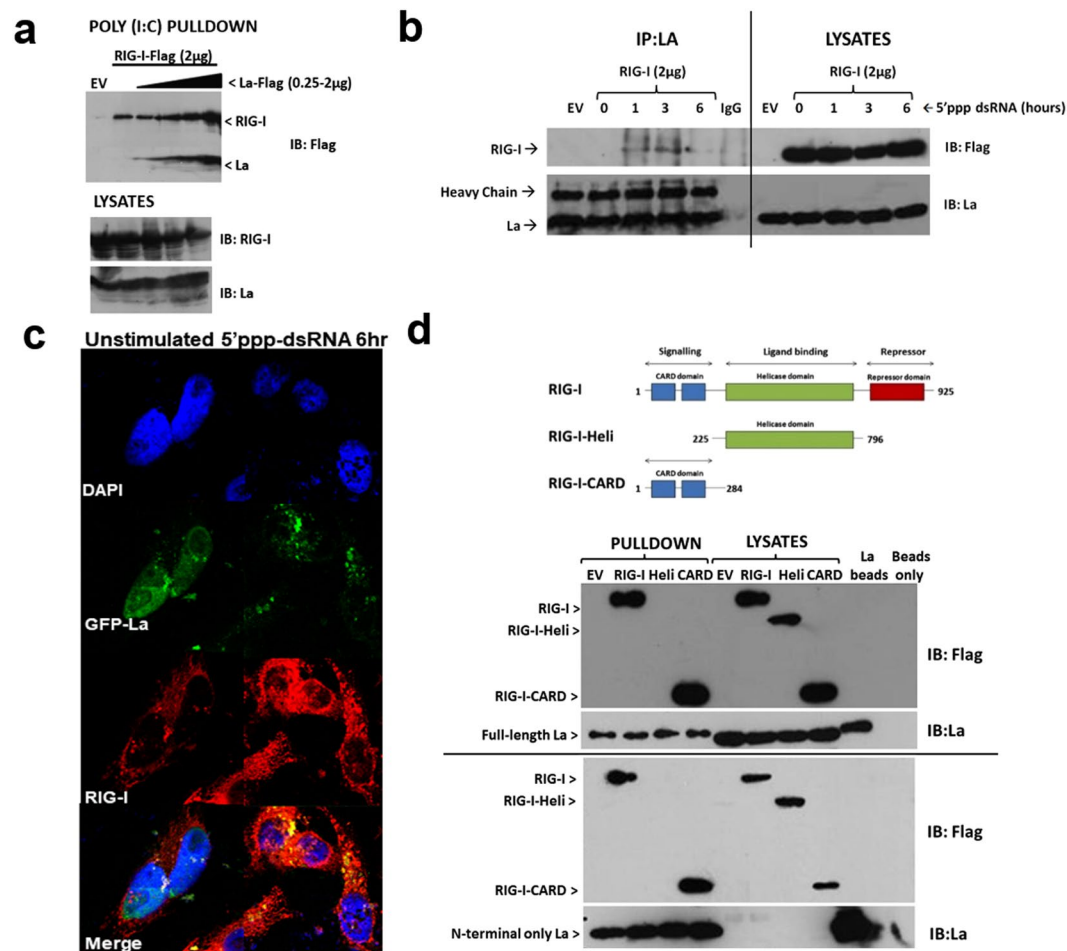 a
POLY (I:C) PULLDOWN
RIG-I-Flag (2µg)
EV
< La-Flag (0.25-2µg)
<RIG-I
IB: Flag
<La
LYSATES
IB: RIG-I
IB: La
b
IP:LA
LYSATES
RIG-I (2µg)
RIG-I (2µg)
EV 0 1 3 6 IgG
EV 0 1 3 6 ←5'ppp dsRNA (hours)
RIG-I→
IB: Flag
Heavy Chain→
La →
IB: La
c
Unstimulated 5'ppp-dsRNA 6hr
DAPI
GFP-La
RIG-I
Merge
d
Signalling
Ligand binding
Repressor
CARD domain
Helicase domain
Repressor domain
RIG-I
1
925
Helicase domain
RIG-I-Heli
225
796
CARD domain
RIG-I-CARD
1
284
PULLDOWN
LYSATES
EV RIG-I Heli CARD EV RIG-I Heli CARD
La beads
Beads only
RIG-I >
RIG-I-Heli >
IB: Flag
RIG-I-CARD >
Full-length La >
IB:La
RIG-I >
RIG-I-Heli >
IB: Flag
RIG-I-CARD >
N-terminal only La >
IB:La